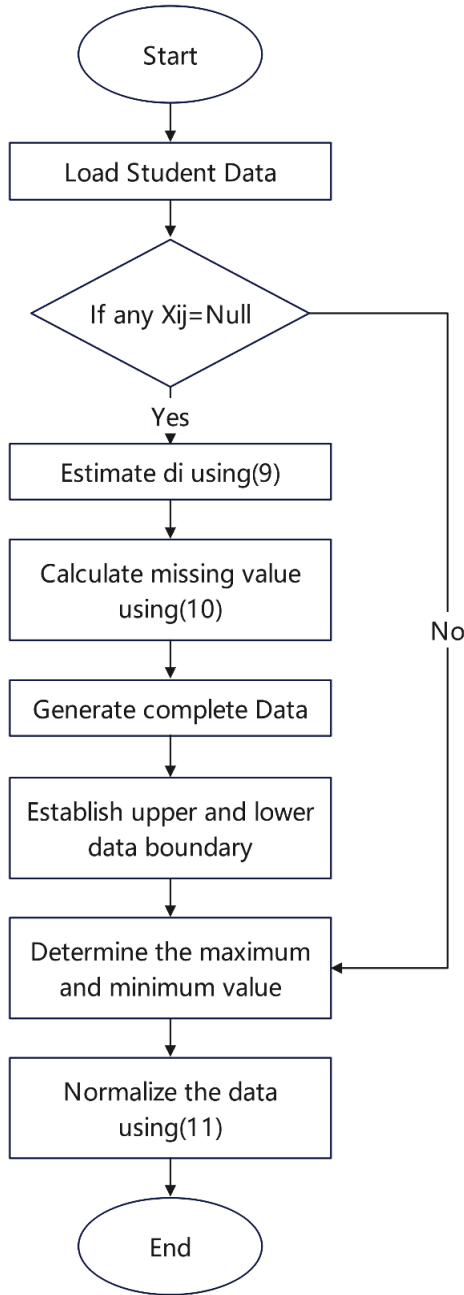 Start
Load Student Data
If any Xij=Null
Yes
Estimate di using(9)
Calculate missing value
using(10)
No
Generate complete Data
Establish upper and lower
data boundary
Determine the maximum
and minimum value
Normalize the data
using(11)
End